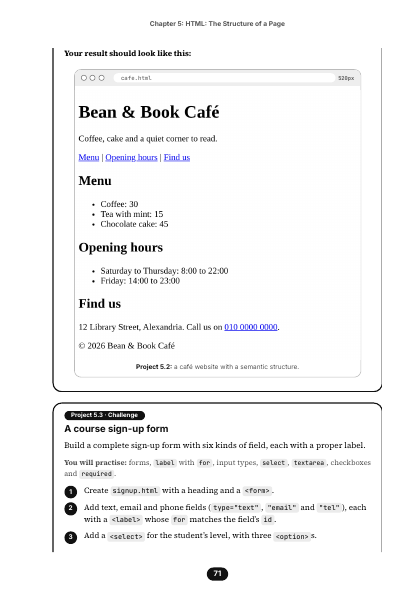 Chapter 5: HTML: The Structure of a Page
Your result should look like this:
cafe.html
520px
Bean & Book Café
Coffee, cake and a quiet corner to read.
Menu | Opening hours | Find us
Menu
• Coffee: 30
• Tea with mint: 15
• Chocolate cake: 45
Opening hours
• Saturday to Thursday: 8:00 to 22:00
• Friday: 14:00 to 23:00
Find us
12 Library Street, Alexandria. Call us on 010 0000 0000.
© 2026 Bean & Book Café
Project 5.2: a café website with a semantic structure.
Project 5.3 · Challenge
A course sign-up form
Build a complete sign-up form with six kinds of field, each with a proper label.
You will practise: forms, label with for, input types, select, textarea, checkboxes
and required.
1 Create signup.html with a heading and a <form>.
2 Add text, email and phone fields (type="text", "email" and "tel"), each
with a <label> whose for matches the field's id.
3 Add a <select> for the student's level, with three <option>s.
71